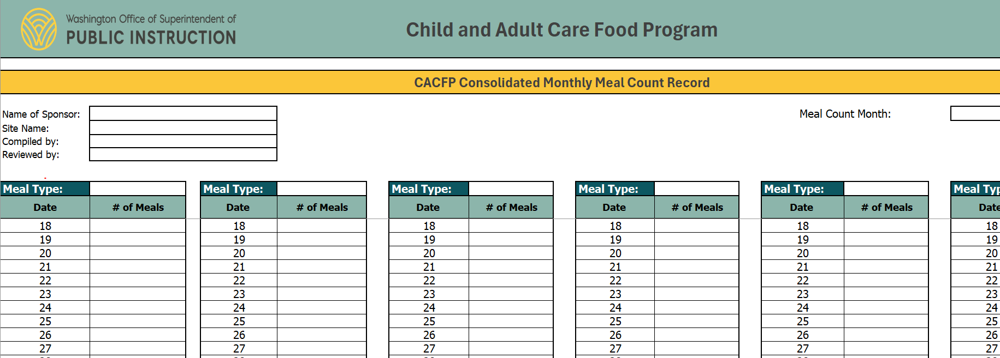 Washington Office of Superintendent of
PUBLIC INSTRUCTION
Child and Adult Care Food Program
CACFP Consolidated Monthly Meal Count Record
Name of Sponsor:
Meal Count Month:
Site Name:
Compiled by:
Reviewed by:
Meal Type: Meal Type: Meal Type: Meal Type: Meal Type: Meal Typ
Date # of Meals Date # of Meals Date # of Meals Date # of Meals Date # of Meals Date
18 18 18 18 18 18
19 19 19 19 19 19
20 20 20 20 20 20
21 21 21 21 21 21
22 22 22 22 22 22
23 23 23 23 23 23
24 24 24 24 24 24
25 25 25 25 25 25
26 26 26 26 26 26
27 27 27 27 27 27